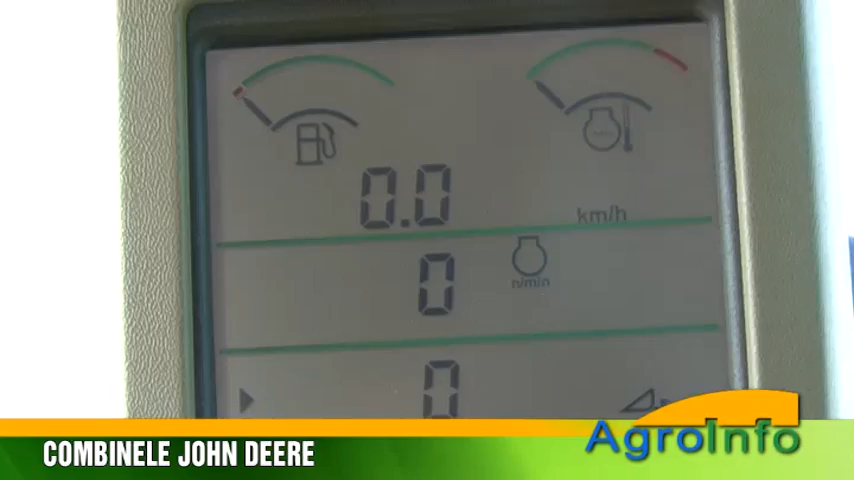 0.0 km/h
0 n/min
0
COMBINELE JOHN DEERE
AgroInfo